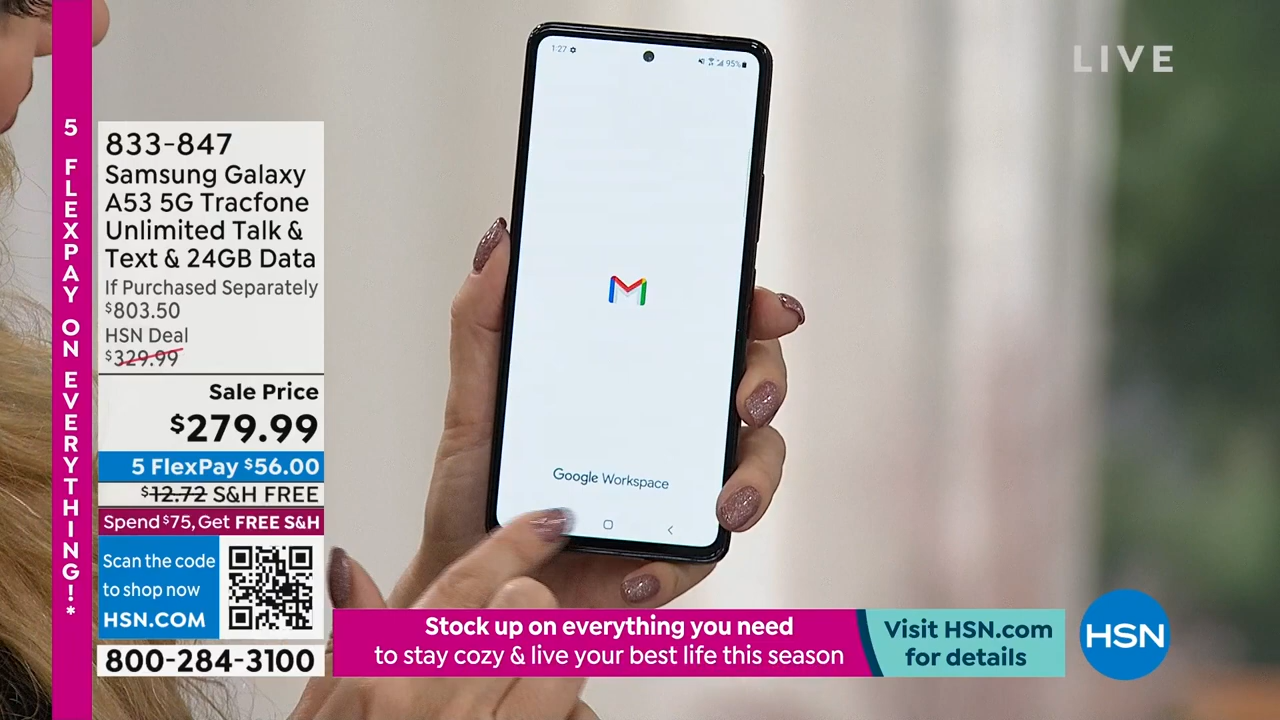 5 FLEXPAY ON EVERYTHING!*
833-847
Samsung Galaxy
A53 5G Tracfone
Unlimited Talk &
Text & 24GB Data
If Purchased Separately
$803.50
HSN Deal
$329.99
Sale Price
$279.99
5 FlexPay $56.00
$12.72 S&H FREE
Spend $75, Get FREE S&H
Scan the code
to shop now
HSN.COM
800-284-3100
1:27
95%
Google Workspace
LIVE
Stock up on everything you need
to stay cozy & live your best life this season
Visit HSN.com
for details
HSN